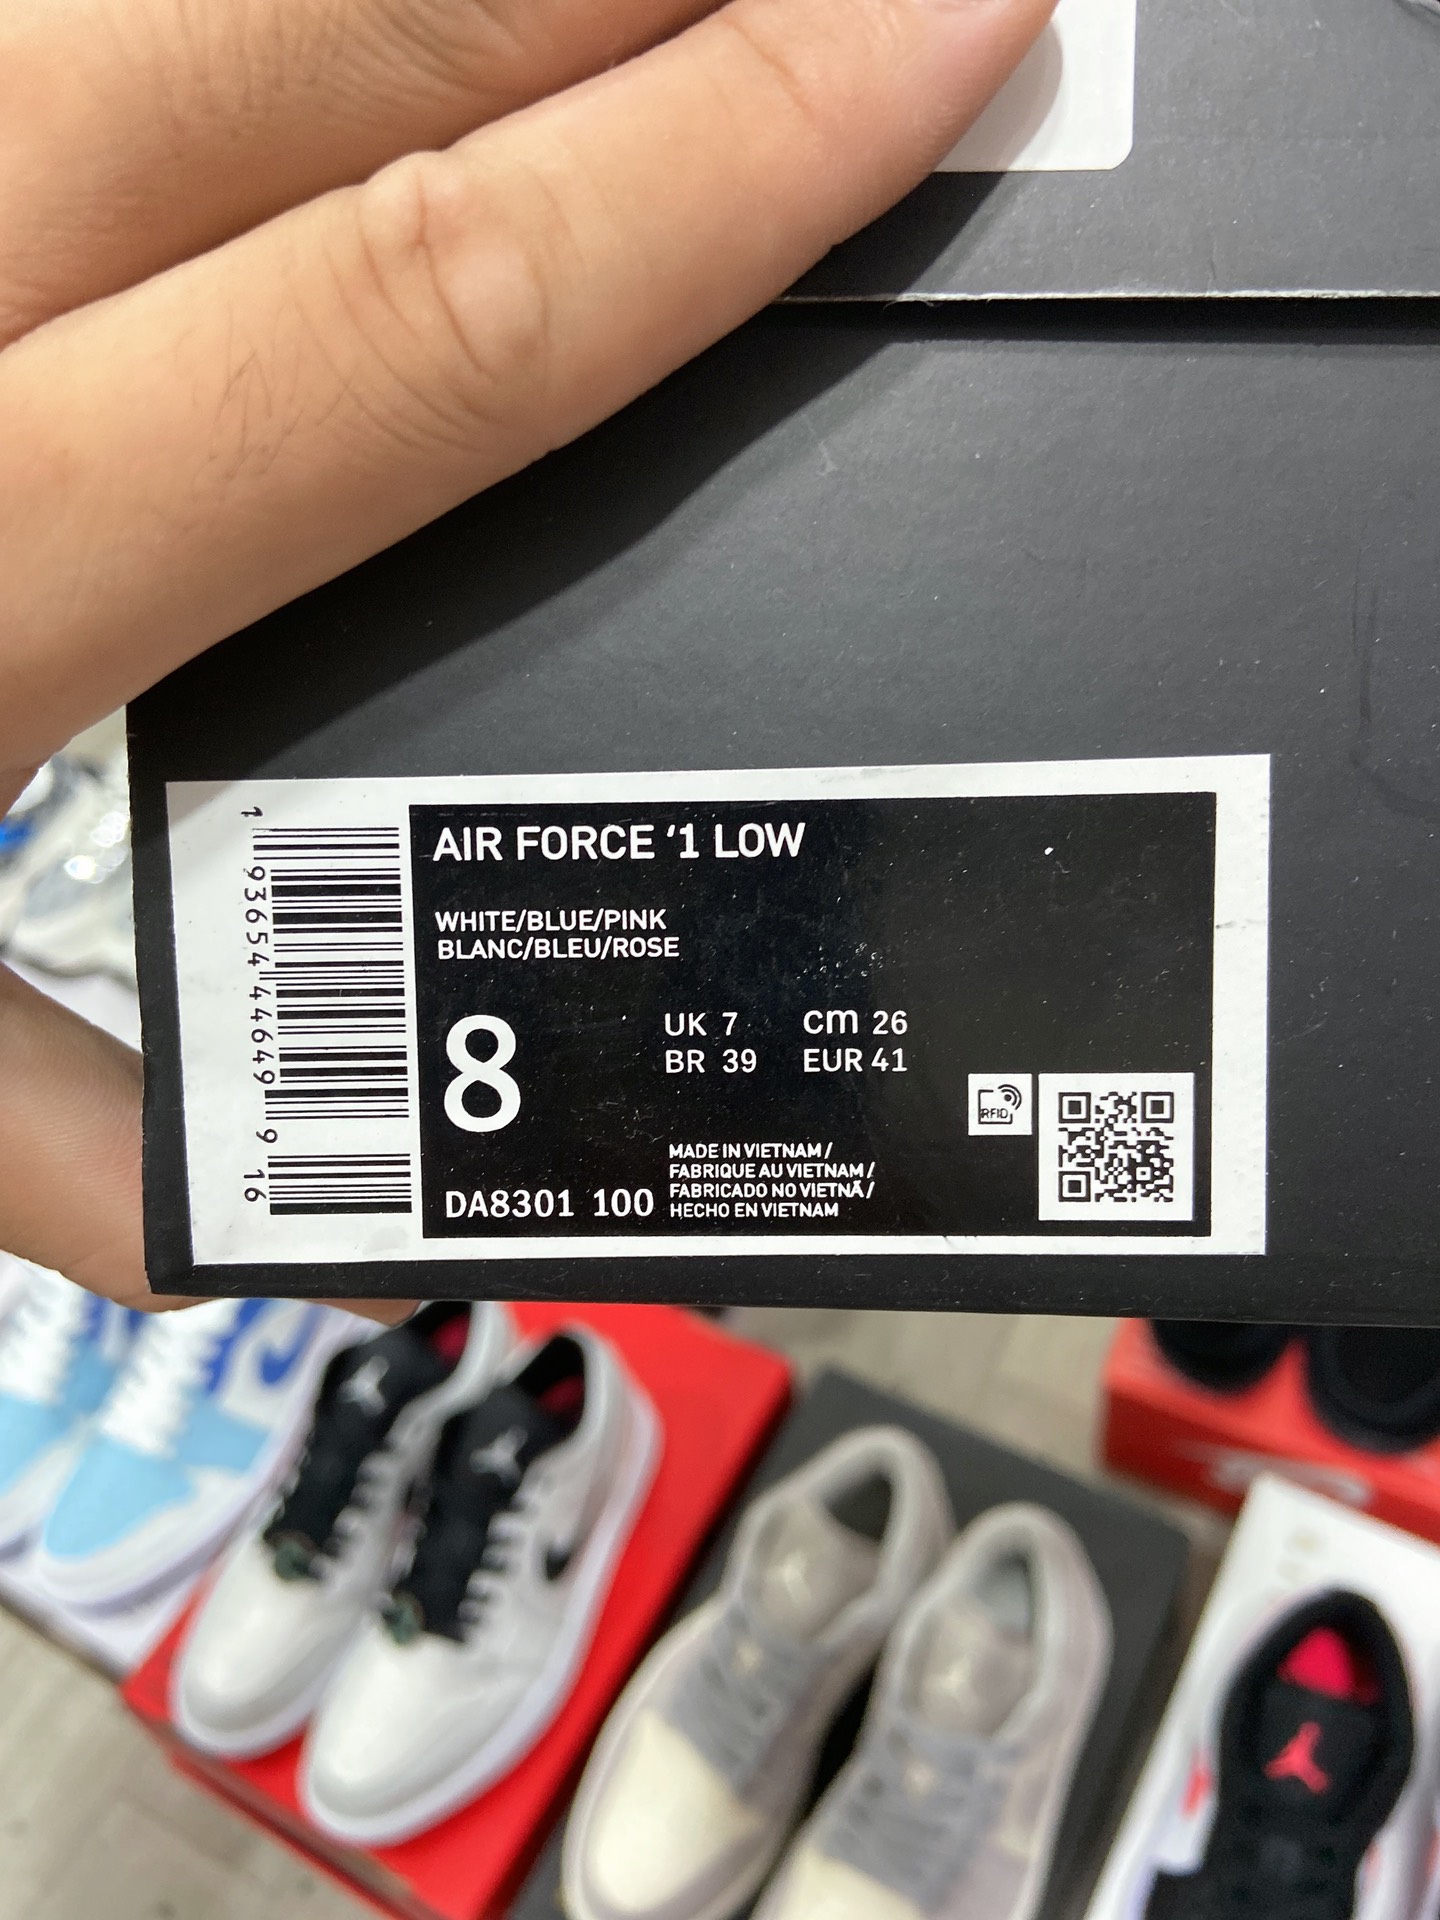 AIR FORCE ‘1 LOW
WHITE/BLUE/PINK
BLANC/BLEU/ROSE
8
UK 7 cm 26
BR 39 EUR 41
MADE IN VIETNAM /
FABRIQUE AU VIETNAM /
FABRICADO NO VIETNÃ /
HECHO EN VIETNAM
DA8301 100
RFID
1 93654 44649 9 16